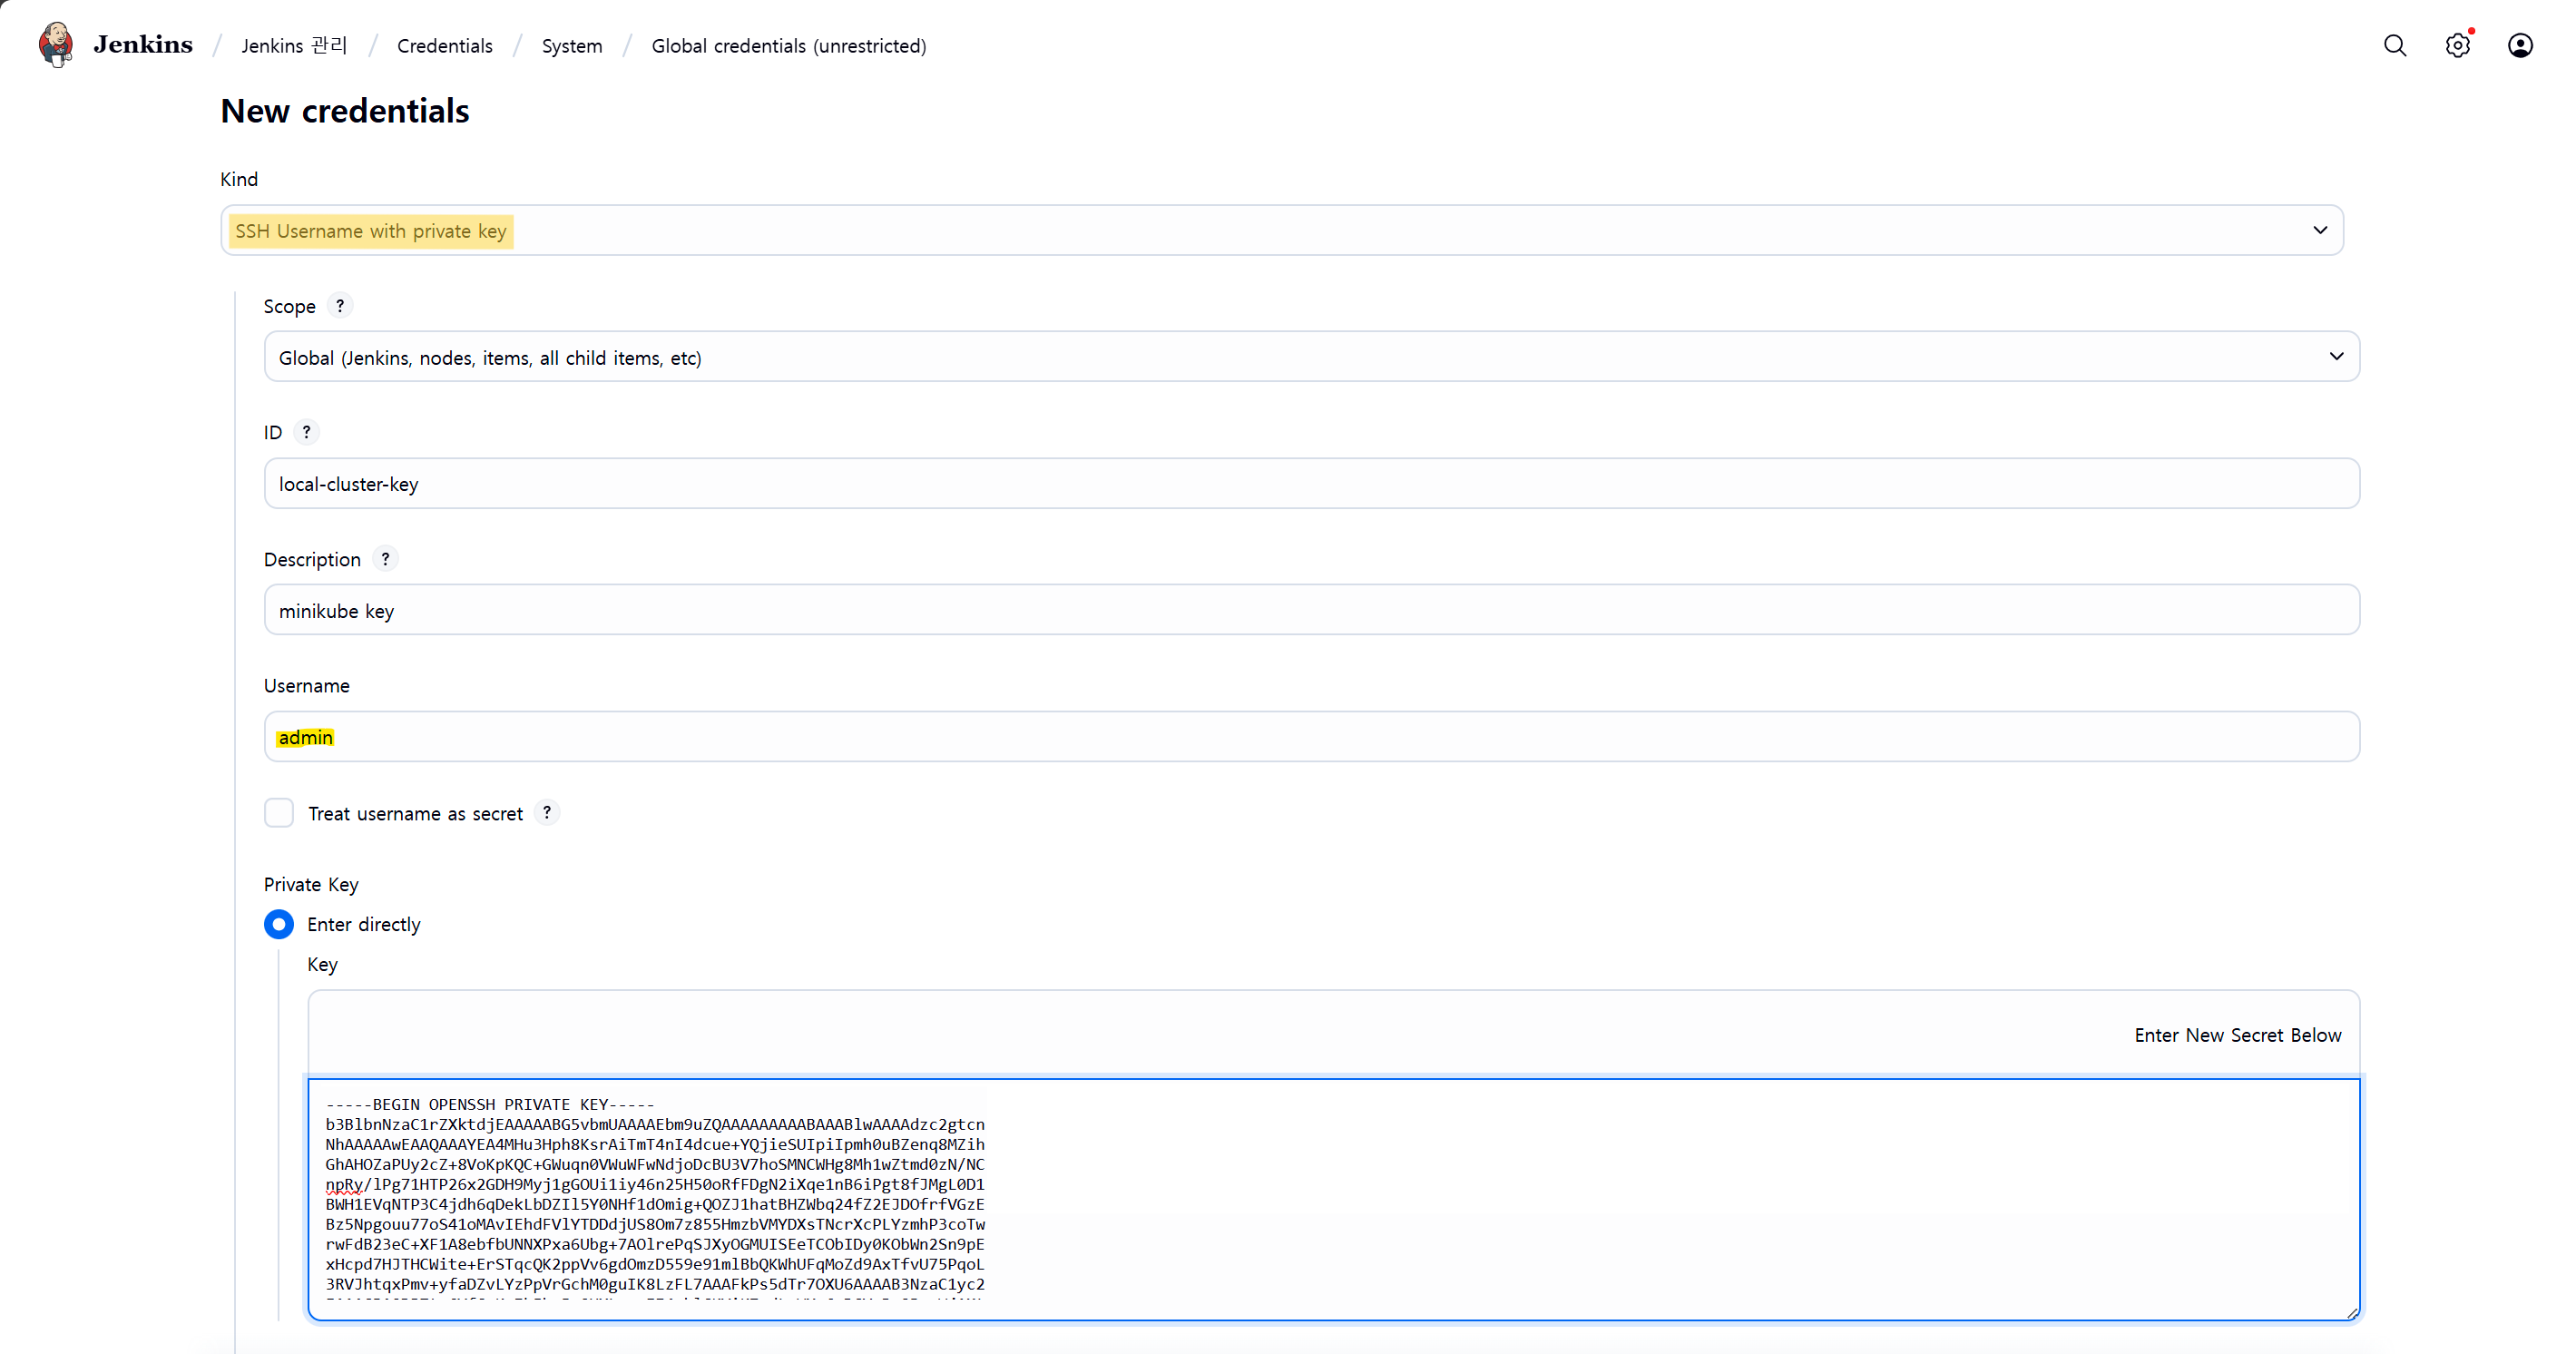 Jenkins / Jenkins 관리 / Credentials / System / Global credentials (unrestricted)
New credentials
Kind
SSH Username with private key
Scope ?
Global (Jenkins, nodes, items, all child items, etc)
ID ?
local-cluster-key
Description ?
minikube key
Username
admin
Treat username as secret ?
Private Key
Enter directly
Key
Enter New Secret Below
-----BEGIN OPENSSH PRIVATE KEY-----
b3BlbnNzaC1rZXktdjEAAAAABG5vbmUAAAAEbm9uZQAAAAAAAAABAAABlwAAAAdzc2gtcn
NhAAAAAwEAAQAAAYEA4MHu3Hph8KsrAiTmT4nI4dcue+YQjieSUIpiIpmh0uBZenq8MZih
GhAHOZaPUy2cZ+8VoKpKQC+GWuqn0VWuWFwNdjoDcBU3V7hoSMNCWHg8Mh1wZtmd0zN/NC
npRy/lPg71HTP26x2GDH9Myj1gGOUi1iy46n25H50oRfFDgN2iXqe1nB6iPgt8fJMgL0D1
BWH1EVqNTP3C4jdh6qDekLbDZIl5Y0NHf1dOmig+QOZJ1hatBHZWbq24fZ2EJDOfrfVGzE
Bz5Npgouu77oS41oMAvIEhdFVlYTDDdjUS8Om7z855HmzbVMYDXsTNcrXcPLYzmhP3coTw
rwFdB23eC+XF1A8ebfbUNNXPxa6Ubg+7AOlrePqSJXyOGMUISEeTCObIDy0KObWn2Sn9pE
xHcpd7HJTHCWite+ErSTqcQK2ppVv6gdOmzD559e91mlBbQKWhUFqMoZd9AxTfvU75PqoL
3RVJhtqxPmv+yfaDZvLYzPpVrGchM0guIK8LzFL7AAAFkPs5dTr7OXU6AAAAB3NzaC1yc2